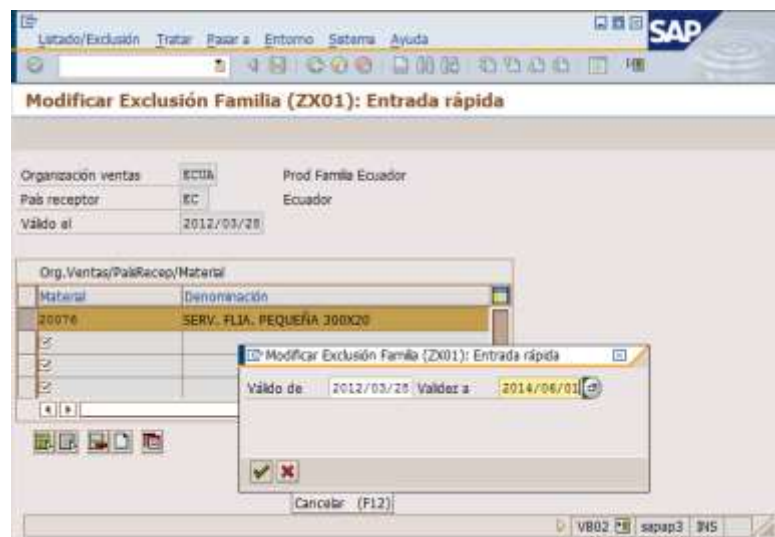 Listado/Exclusión Tratar Pasar a Entorno Sistema Ayuda
SAP
Modificar Exclusión Familia (ZX01): Entrada rápida
Organización ventas ECUA Prod Familia Ecuador
País receptor EC Ecuador
Válido el 2012/03/28
Org.Ventas/PaísRecep/Material
Material Denominación
20076 SERV. FLIA. PEQUEÑA 300X20
Modificar Exclusión Familia (ZX01): Entrada rápida
Válido de 2012/03/28 Validez a 2014/06/01
Cancelar (F12)
VB02 sapap3 INS